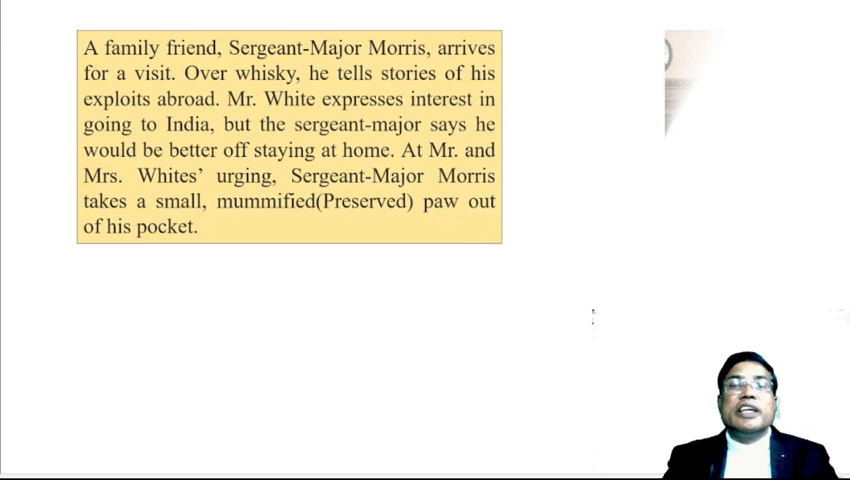 A family friend, Sergeant-Major Morris, arrives
for a visit. Over whisky, he tells stories of his
exploits abroad. Mr. White expresses interest in
going to India, but the sergeant-major says he
would be better off staying at home. At Mr. and
Mrs. Whites’ urging, Sergeant-Major Morris
takes a small, mummified(Preserved) paw out
of his pocket.